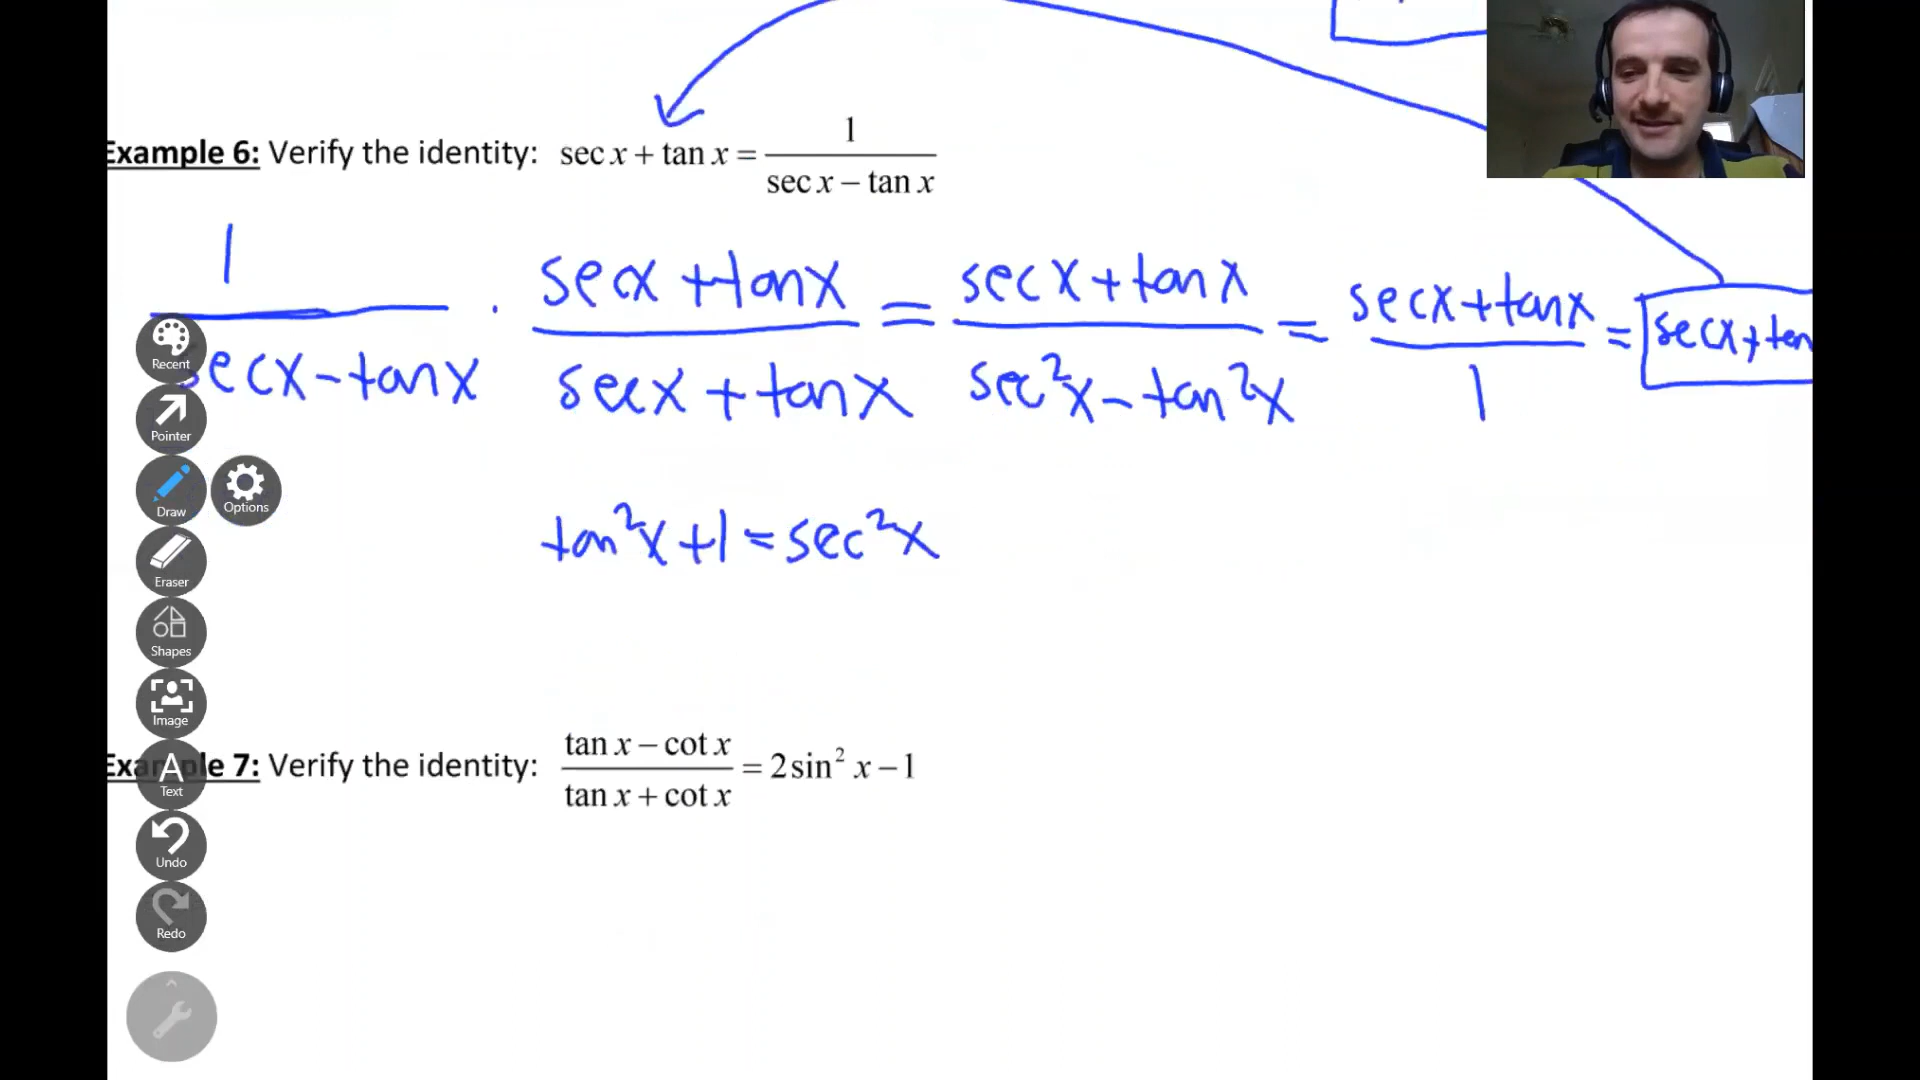 Example 6: Verify the identity: sec x + tan x = 1 / (sec x − tan x)
1 / (secx − tanx) · (secx + tanx) / (secx + tanx) = (secx + tanx) / (sec²x − tan²x) = (secx + tanx) / 1 = secx + tan
tan²x + 1 = sec²x
Example 7: Verify the identity: (tan x − cot x) / (tan x + cot x) = 2 sin² x − 1
Recent
Pointer
Draw
Options
Eraser
Shapes
Image
A
Text
Undo
Redo